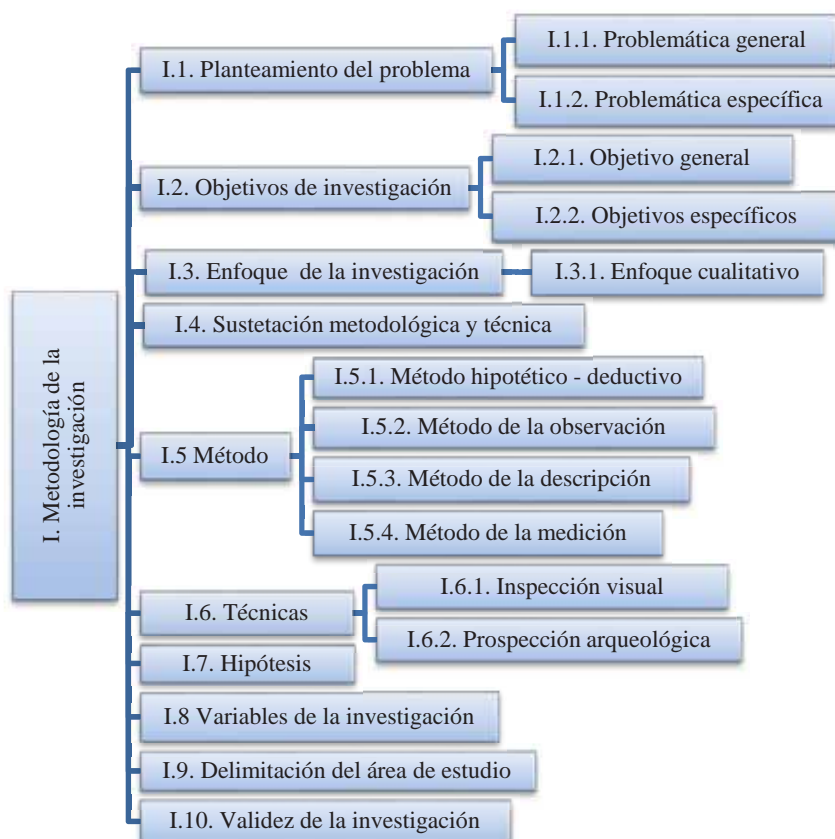 I. Metodología de la
investigación
I.1. Planteamiento del problema
I.1.1. Problemática general
I.1.2. Problemática específica
I.2. Objetivos de investigación
I.2.1. Objetivo general
I.2.2. Objetivos específicos
I.3. Enfoque de la investigación
I.3.1. Enfoque cualitativo
I.4. Sustetación metodológica y técnica
I.5 Método
I.5.1. Método hipotético - deductivo
I.5.2. Método de la observación
I.5.3. Método de la descripción
I.5.4. Método de la medición
I.6. Técnicas
I.6.1. Inspección visual
I.6.2. Prospección arqueológica
I.7. Hipótesis
I.8 Variables de la investigación
I.9. Delimitación del área de estudio
I.10. Validez de la investigación